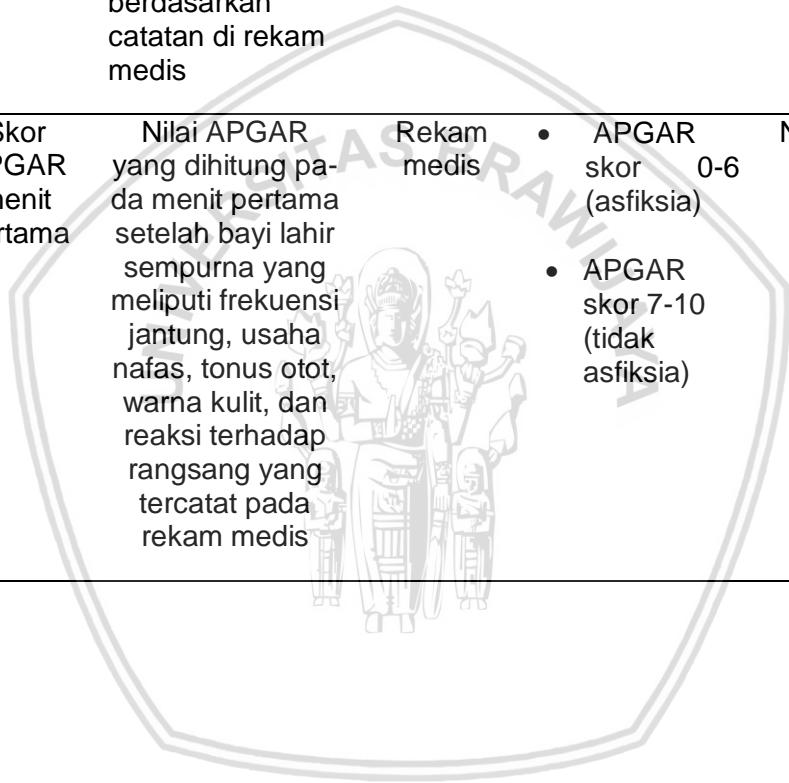 berdasarkan
catatan di rekam
medis
Skor
PGAR
enit
rtama
Nilai APGAR
yang dihitung pa-
da menit pertama
setelah bayi lahir
sempurna yang
meliputi frekuensi
jantung, usaha
nafas, tonus otot,
warna kulit, dan
reaksi terhadap
rangsang yang
tercatat pada
rekam medis
Rekam
medis
• APGAR
skor 0-6
(asfiksia)
• APGAR
skor 7-10
(tidak
asfiksia)
N
UNIVERSITAS BRAWIJAYA